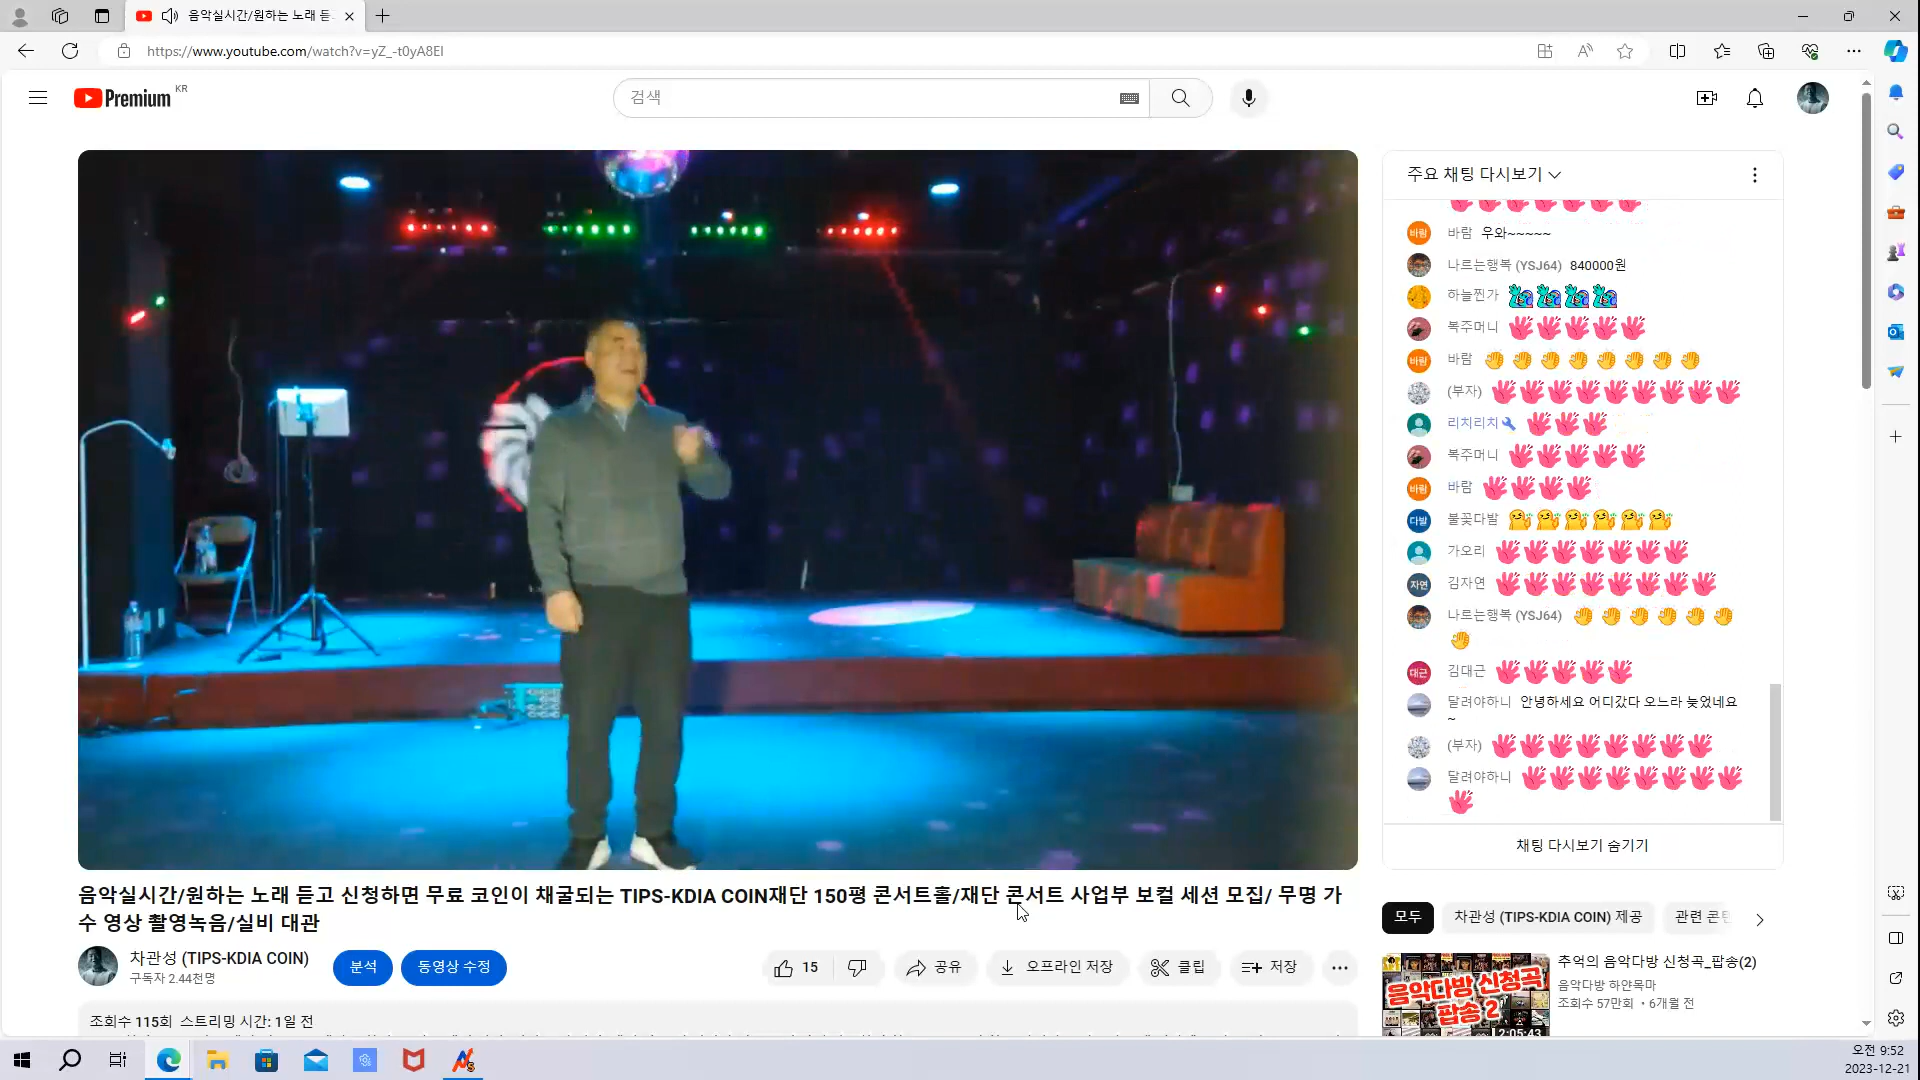 음악실시간/원하는 노래 듣
https://www.youtube.com/watch?v=yZ_-t0yA8EI
Premium KR
검색
주요 채팅 다시보기
바람 우와~~~~~
나르는행복 (YSJ64) 840000원
하늘찐가
복주머니
바람
(부자)
리치리치
복주머니
바람
다발 불꽃다발
가오리
자연 김자연
나르는행복 (YSJ64)
대근 김대근
달려야하니 안녕하세요 어디갔다 오느라 늦었네요
~
(부자)
달려야하니
채팅 다시보기 숨기기
음악실시간/원하는 노래 듣고 신청하면 무료 코인이 채굴되는 TIPS-KDIA COIN재단 150평 콘서트홀/재단 콘서트 사업부 보컬 세션 모집/ 무명 가
수 영상 촬영녹음/실비 대관
차관성 (TIPS-KDIA COIN)
구독자 2.44천명
분석
동영상 수정
15
공유
오프라인 저장
클립
저장
조회수 115회 스트리밍 시간: 1일 전
모두
차관성 (TIPS-KDIA COIN) 제공
관련 콘텐
음악다방 신청곡
팝송 2
2:05:43
추억의 음악다방 신청곡_팝송(2)
음악다방 하얀목마
조회수 57만회 • 6개월 전
오전 9:52
2023-12-21